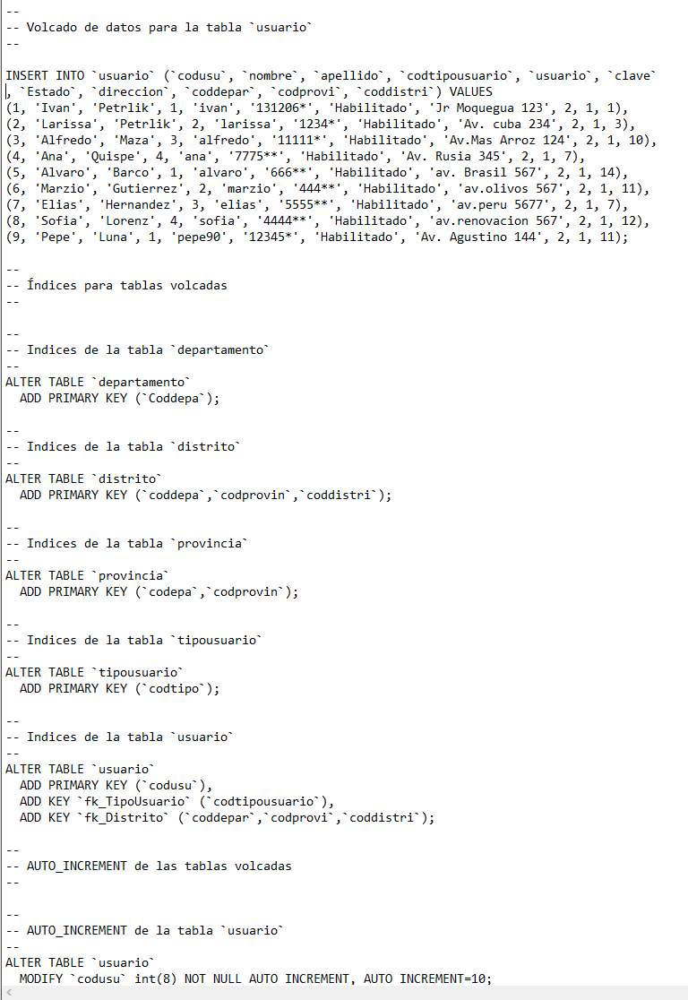 --
-- Volcado de datos para la tabla `usuario`
--
INSERT INTO `usuario` (`codusu`, `nombre`, `apellido`, `codtipousuario`, `usuario`, `clave`
, `Estado`, `direccion`, `coddepar`, `codprovi`, `coddistri`) VALUES
(1, 'Ivan', 'Petrlik', 1, 'ivan', '131206*', 'Habilitado', 'Jr Moquegua 123', 2, 1, 1),
(2, 'Larissa', 'Petrlik', 2, 'larissa', '1234*', 'Habilitado', 'Av. cuba 234', 2, 1, 3),
(3, 'Alfredo', 'Maza', 3, 'alfredo', '11111*', 'Habilitado', 'Av.Mas Arroz 124', 2, 1, 10),
(4, 'Ana', 'Quispe', 4, 'ana', '7775**', 'Habilitado', 'Av. Rusia 345', 2, 1, 7),
(5, 'Alvaro', 'Barco', 1, 'alvaro', '666**', 'Habilitado', 'av. Brasil 567', 2, 1, 14),
(6, 'Marzio', 'Gutierrez', 2, 'marzio', '444**', 'Habilitado', 'av.olivos 567', 2, 1, 11),
(7, 'Elias', 'Hernandez', 3, 'elias', '5555**', 'Habilitado', 'av.peru 5677', 2, 1, 7),
(8, 'Sofia', 'Lorenz', 4, 'sofia', '4444**', 'Habilitado', 'av.renovacion 567', 2, 1, 12),
(9, 'Pepe', 'Luna', 1, 'pepe90', '12345*', 'Habilitado', 'Av. Agustino 144', 2, 1, 11);
--
-- Índices para tablas volcadas
--
--
-- Indices de la tabla `departamento`
--
ALTER TABLE `departamento`
  ADD PRIMARY KEY (`Coddepa`);
--
-- Indices de la tabla `distrito`
--
ALTER TABLE `distrito`
  ADD PRIMARY KEY (`coddepa`,`codprovin`,`coddistri`);
--
-- Indices de la tabla `provincia`
--
ALTER TABLE `provincia`
  ADD PRIMARY KEY (`codepa`,`codprovin`);
--
-- Indices de la tabla `tipousuario`
--
ALTER TABLE `tipousuario`
  ADD PRIMARY KEY (`codtipo`);
--
-- Indices de la tabla `usuario`
--
ALTER TABLE `usuario`
  ADD PRIMARY KEY (`codusu`),
  ADD KEY `fk_TipoUsuario` (`codtipousuario`),
  ADD KEY `fk_Distrito` (`coddepar`,`codprovi`,`coddistri`);
--
-- AUTO_INCREMENT de las tablas volcadas
--
--
-- AUTO_INCREMENT de la tabla `usuario`
--
ALTER TABLE `usuario`
  MODIFY `codusu` int(8) NOT NULL AUTO_INCREMENT, AUTO_INCREMENT=10;